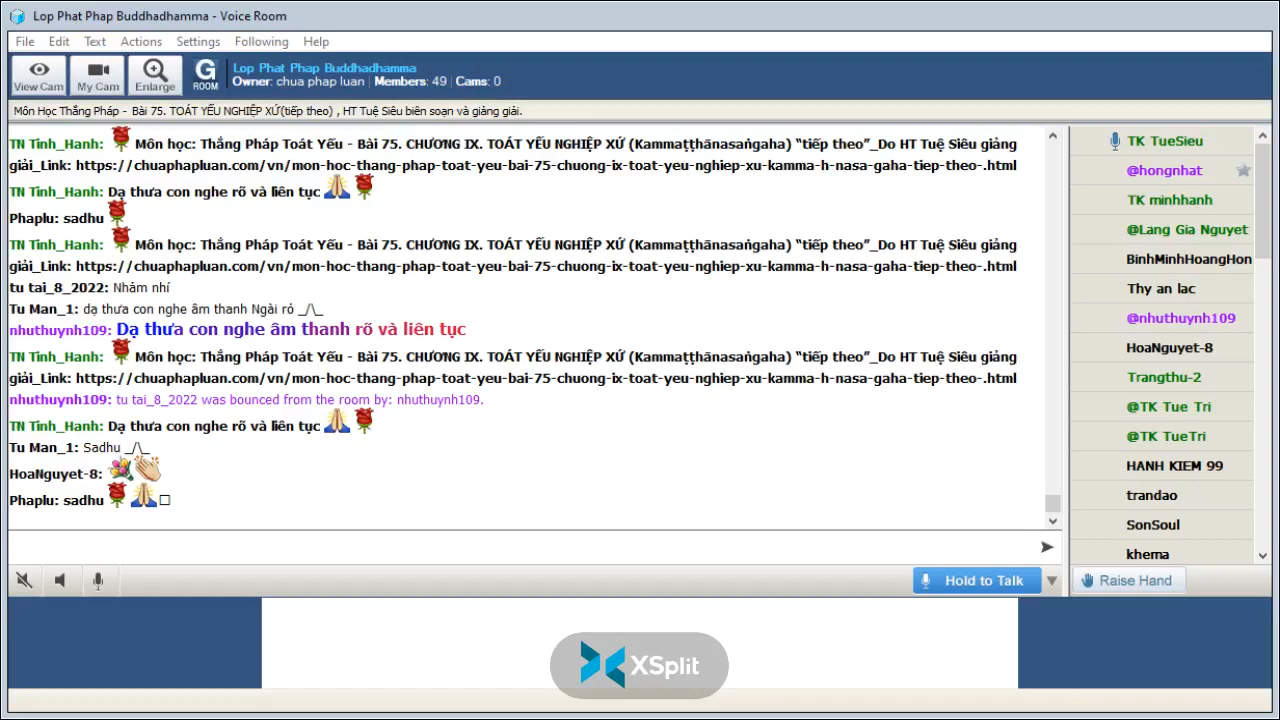 Lop Phat Phap Buddhadhamma - Voice Room
File Edit Text Actions Settings Following Help
View Cam My Cam Enlarge G ROOM
Lop Phat Phap Buddhadhamma
Owner: chua phap luan | Members: 49 | Cams: 0
Môn Học Thắng Pháp - Bài 75. TOÁT YẾU NGHIỆP XỨ(tiếp theo) , HT Tuệ Siêu biên soạn và giảng giải.
TN Tinh_Hanh: Môn học: Thắng Pháp Toát Yếu - Bài 75. CHƯƠNG IX. TOÁT YẾU NGHIỆP XỨ (Kammaṭṭhānasaṅgaha) “tiếp theo”_Do HT Tuệ Siêu giảng
giải_Link: https://chuaphapluan.com/vn/mon-hoc-thang-phap-toat-yeu-bai-75-chuong-ix-toat-yeu-nghiep-xu-kamma-h-nasa-gaha-tiep-theo-.html
TN Tinh_Hanh: Dạ thưa con nghe rõ và liên tục
Phaplu: sadhu
TN Tinh_Hanh: Môn học: Thắng Pháp Toát Yếu - Bài 75. CHƯƠNG IX. TOÁT YẾU NGHIỆP XỨ (Kammaṭṭhānasaṅgaha) “tiếp theo”_Do HT Tuệ Siêu giảng
giải_Link: https://chuaphapluan.com/vn/mon-hoc-thang-phap-toat-yeu-bai-75-chuong-ix-toat-yeu-nghiep-xu-kamma-h-nasa-gaha-tiep-theo-.html
tu tai_8_2022: Nhảm nhí
Tu Man_1: dạ thưa con nghe âm thanh Ngài rỏ _/\_
nhuthuynh109: Dạ thưa con nghe âm thanh rõ và liên tục
TN Tinh_Hanh: Môn học: Thắng Pháp Toát Yếu - Bài 75. CHƯƠNG IX. TOÁT YẾU NGHIỆP XỨ (Kammaṭṭhānasaṅgaha) “tiếp theo”_Do HT Tuệ Siêu giảng
giải_Link: https://chuaphapluan.com/vn/mon-hoc-thang-phap-toat-yeu-bai-75-chuong-ix-toat-yeu-nghiep-xu-kamma-h-nasa-gaha-tiep-theo-.html
nhuthuynh109: tu tai_8_2022 was bounced from the room by: nhuthuynh109.
TN Tinh_Hanh: Dạ thưa con nghe rõ và liên tục
Tu Man_1: Sadhu _/\_
HoaNguyet-8:
Phaplu: sadhu
TK TueSieu
@hongnhat
TK minhhanh
@Lang Gia Nguyet
BinhMinhHoangHon
Thy an lac
@nhuthuynh109
HoaNguyet-8
Trangthu-2
@TK Tue Tri
@TK TueTri
HANH KIEM 99
trandao
SonSoul
khema
Hold to Talk
Raise Hand
XSplit